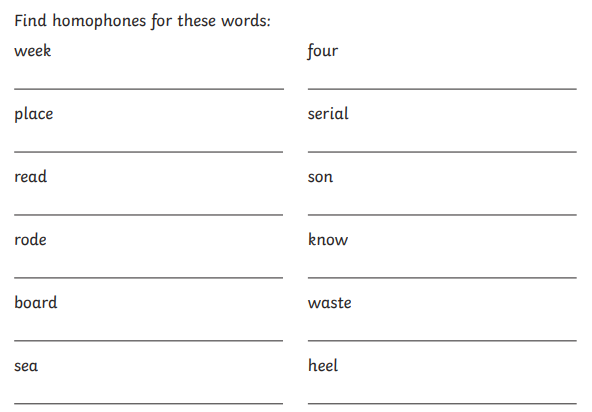 Find homophones for these words:
week
four
place
serial
read
son
rode
know
board
waste
sea
heel